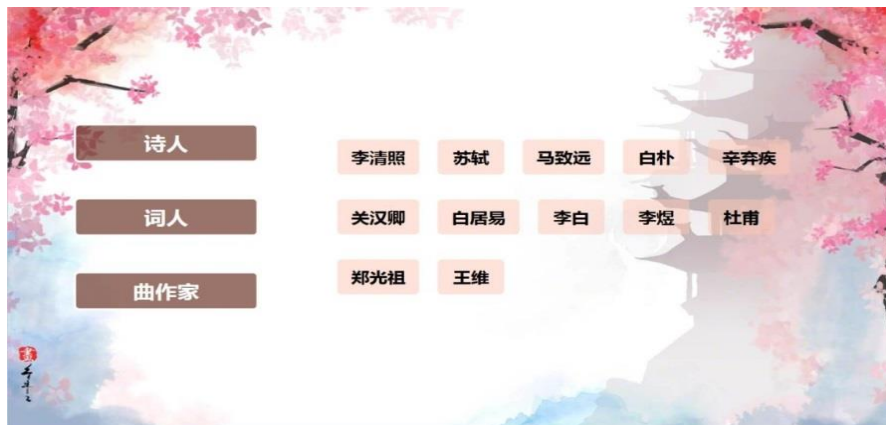 诗人
词人
曲作家
李清照 苏轼 马致远 白朴 辛弃疾
关汉卿 白居易 李白 李煜 杜甫
郑光祖 王维